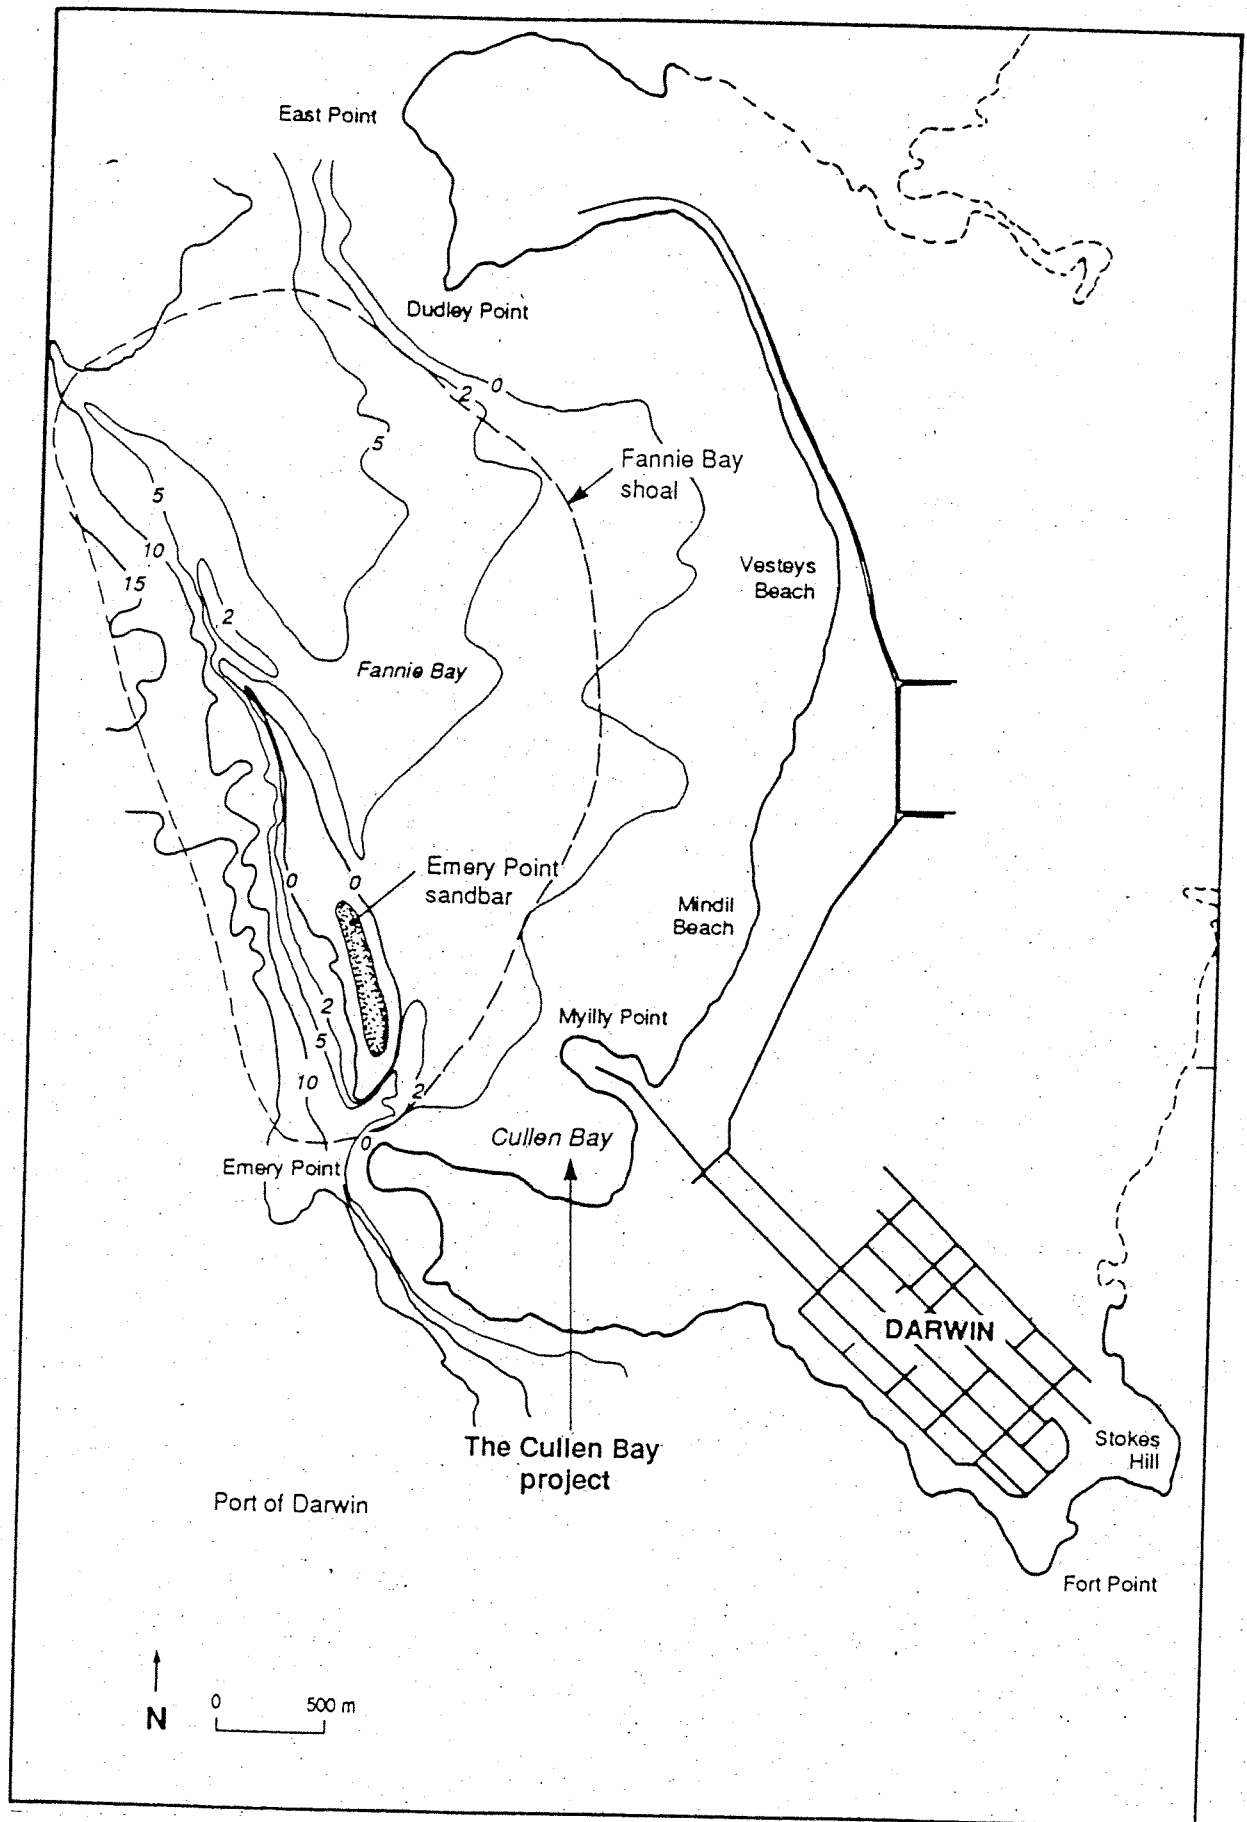 East Point
Dudley Point
0
2
5
Fannie Bay
shoal
5
10
15
Vesteys
Beach
2
Fannie Bay
Emery Point
sandbar
0
0
Mindil
Beach
2
Myilly Point
5
10
2
Cullen Bay
0
Emery Point
DARWIN
The Cullen Bay
project
Stokes
Hill
Port of Darwin
Fort Point
N
0
500 m